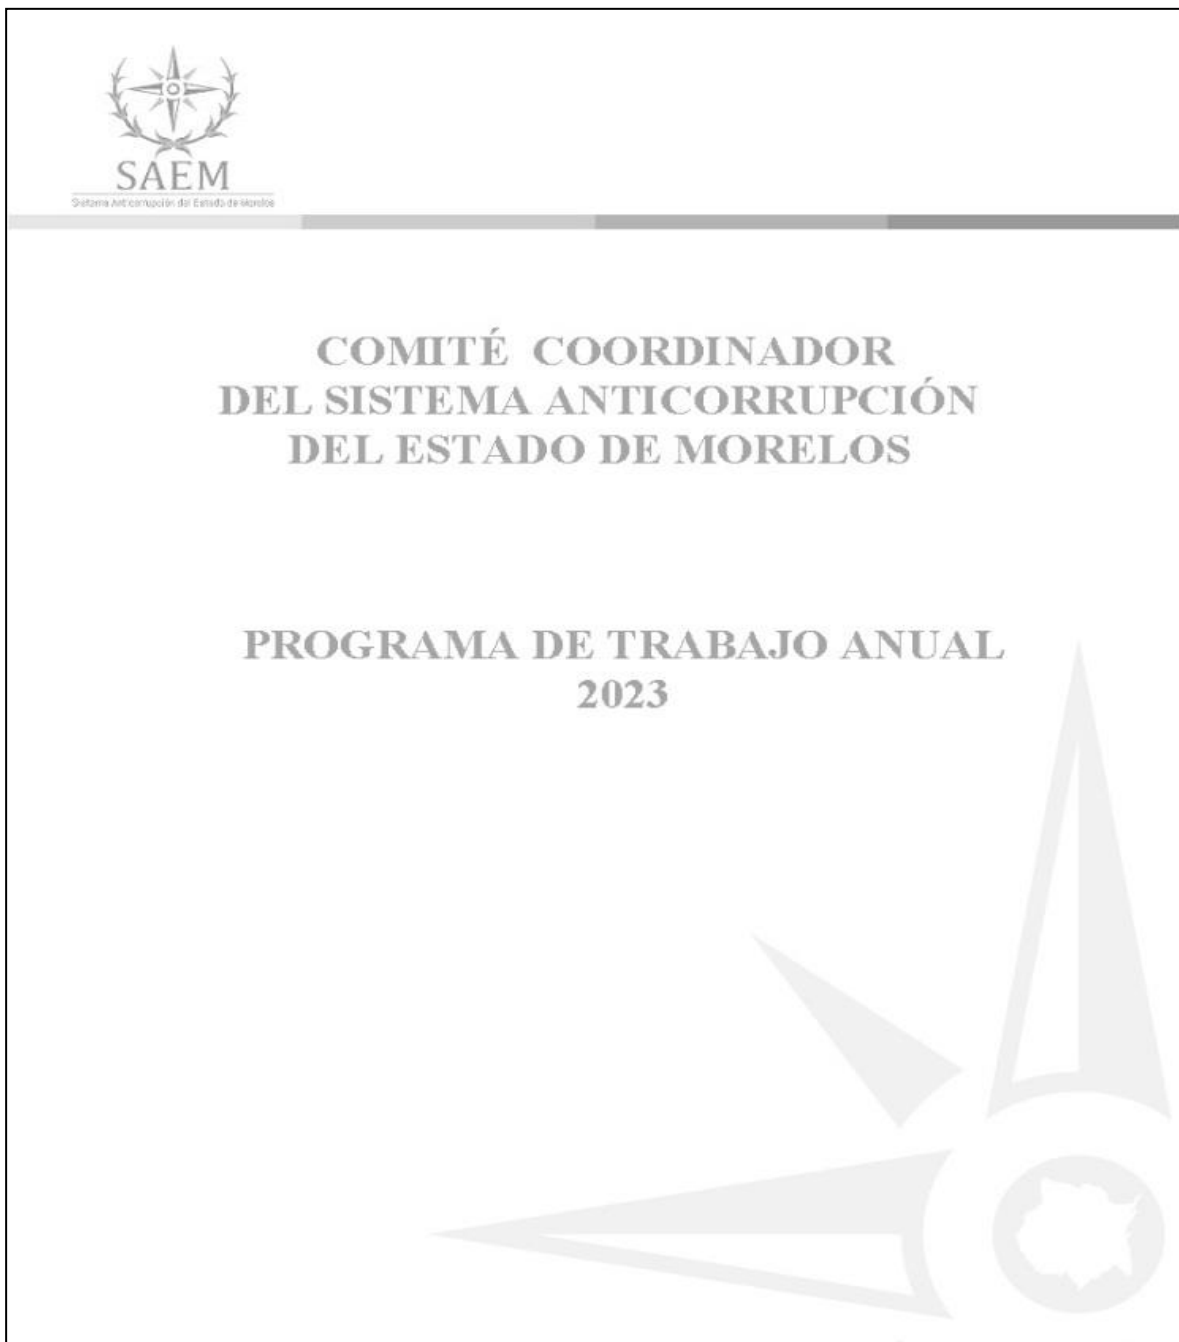 SAEM
Sistema Anticorrupción del Estado de Morelos
COMITÉ COORDINADOR
DEL SISTEMA ANTICORRUPCIÓN
DEL ESTADO DE MORELOS
PROGRAMA DE TRABAJO ANUAL
2023